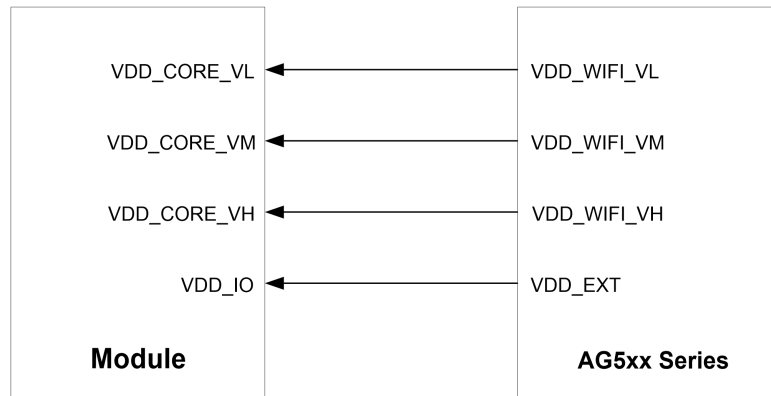 VDD_CORE_VL VDD_WIFI_VL
VDD_CORE_VM VDD_WIFI_VM
VDD_CORE_VH VDD_WIFI_VH
VDD_IO VDD_EXT
Module AG5xx Series